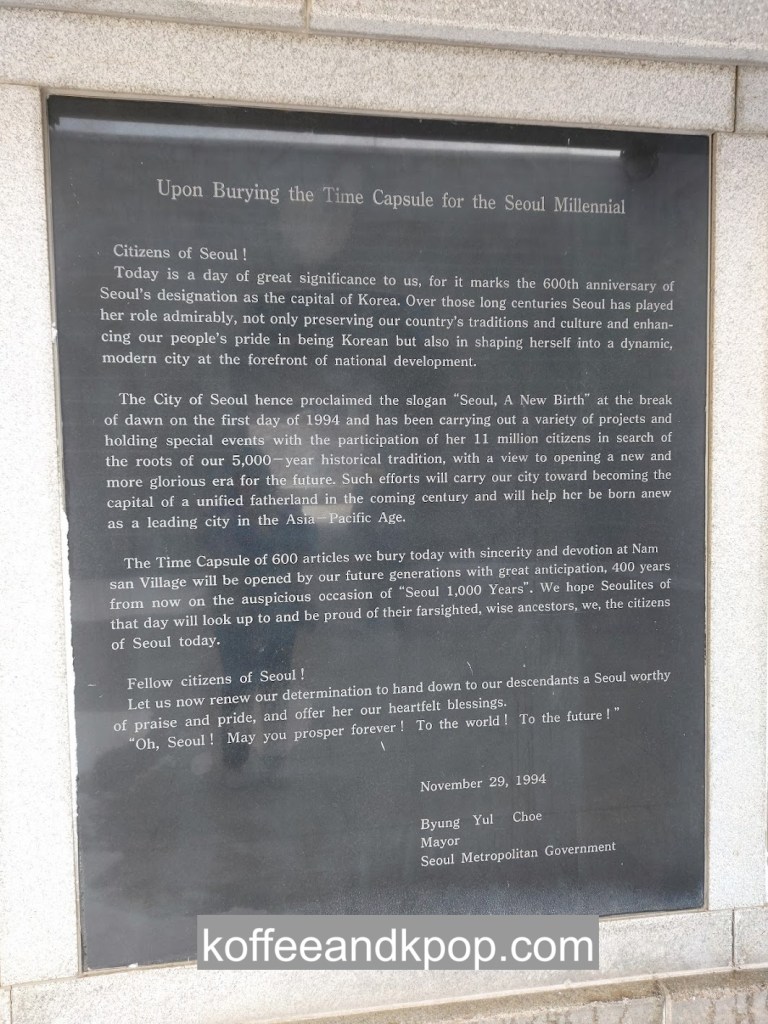 Upon Burying the Time Capsule for the Seoul Millennial
Citizens of Seoul!
Today is a day of great significance to us, for it marks the 600th anniversary of
Seoul's designation as the capital of Korea. Over those long centuries Seoul has played
her role admirably, not only preserving our country's traditions and culture and enhan-
cing our people's pride in being Korean but also in shaping herself into a dynamic,
modern city at the forefront of national development.
The City of Seoul hence proclaimed the slogan "Seoul, A New Birth" at the break
of dawn on the first day of 1994 and has been carrying out a variety of projects and
holding special events with the participation of her 11 million citizens in search of
the roots of our 5,000-year historical tradition, with a view to opening a new and
more glorious era for the future. Such efforts will carry our city toward becoming the
capital of a unified fatherland in the coming century and will help her be born anew
as a leading city in the Asia-Pacific Age.
The Time Capsule of 600 articles we bury today with sincerity and devotion at Nam
san Village will be opened by our future generations with great anticipation, 400 years
from now on the auspicious occasion of "Seoul 1,000 Years". We hope Seoulites of
that day will look up to and be proud of their farsighted, wise ancestors, we, the citizens
of Seoul today.
Fellow citizens of Seoul!
Let us now renew our determination to hand down to our descendants a Seoul worthy
of praise and pride, and offer her our heartfelt blessings.
"Oh, Seoul! May you prosper forever! To the world! To the future!"
November 29, 1994
Byung Yul Choe
Mayor
Seoul Metropolitan Government
koffeeandkpop.com